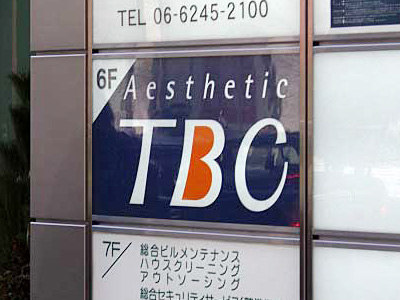 TEL 06-6245-2100
6F Aesthetic
TBC
7F 総合ビルメンテナンス
ハウスクリーニング
アウトソーシング